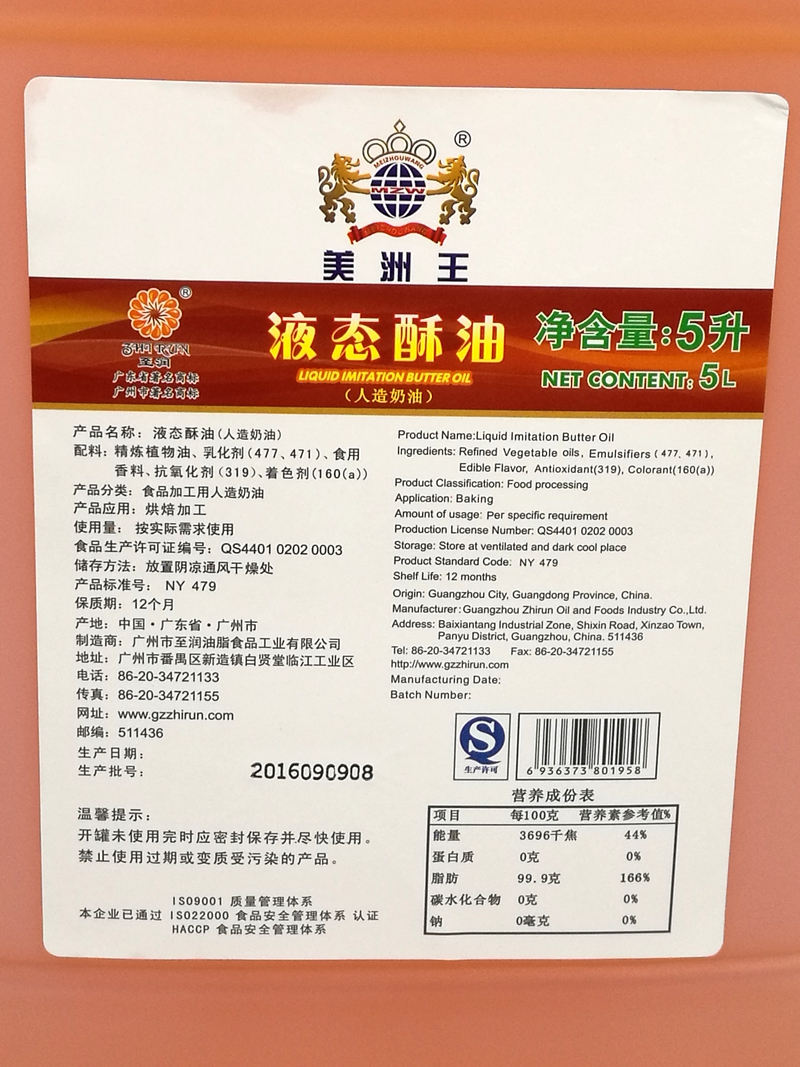 ®
MEIZHOUWANG
MZW
MEIZHOUWANG
美洲王
®
ZHI RUN
至润
广东省著名商标
广州市著名商标
液态酥油
LIQUID IMITATION BUTTER OIL
(人造奶油)
净含量:5升
NET CONTENT: 5L
产品名称: 液态酥油(人造奶油)
配料: 精炼植物油、乳化剂(477、471)、食用
香料、抗氧化剂(319)、着色剂(160(a))
产品分类: 食品加工用人造奶油
产品应用: 烘焙加工
使用量: 按实际需求使用
食品生产许可证编号: QS4401 0202 0003
储存方法: 放置阴凉通风干燥处
产品标准号: NY 479
保质期: 12个月
产地: 中国·广东省·广州市
制造商: 广州市至润油脂食品工业有限公司
地址: 广州市番禺区新造镇白贤堂临江工业区
电话: 86-20-34721133
传真: 86-20-34721155
网址: www.gzzhirun.com
邮编: 511436
生产日期:
生产批号:
2016090908
Product Name:Liquid Imitation Butter Oil
Ingredients: Refined Vegetable oils, Emulsifiers (477, 471),
Edible Flavor, Antioxidant(319), Colorant(160(a))
Product Classification: Food processing
Application: Baking
Amount of usage: Per specific requirement
Production License Number: QS4401 0202 0003
Storage: Store at ventilated and dark cool place
Product Standard Code: NY 479
Shelf Life: 12 months
Origin: Guangzhou City, Guangdong Province, China.
Manufacturer: Guangzhou Zhirun Oil and Foods Industry Co.,Ltd.
Address: Baixiantang Industrial Zone, Shixin Road, Xinzao Town,
Panyu District, Guangzhou, China. 511436
Tel: 86-20-34721133 Fax: 86-20-34721155
http://www.gzzhirun.com
Manufacturing Date:
Batch Number:
S
生产许可
6 936373 801958
温馨提示:
开罐未使用完时应密封保存并尽快使用。
禁止使用过期或变质受污染的产品。
ISO9001 质量管理体系
本企业已通过 ISO22000 食品安全管理体系 认证
HACCP 食品安全管理体系
营养成份表
项目 每100克 营养素参考值%
能量 3696千焦 44%
蛋白质 0克 0%
脂肪 99.9克 166%
碳水化合物 0克 0%
钠 0毫克 0%